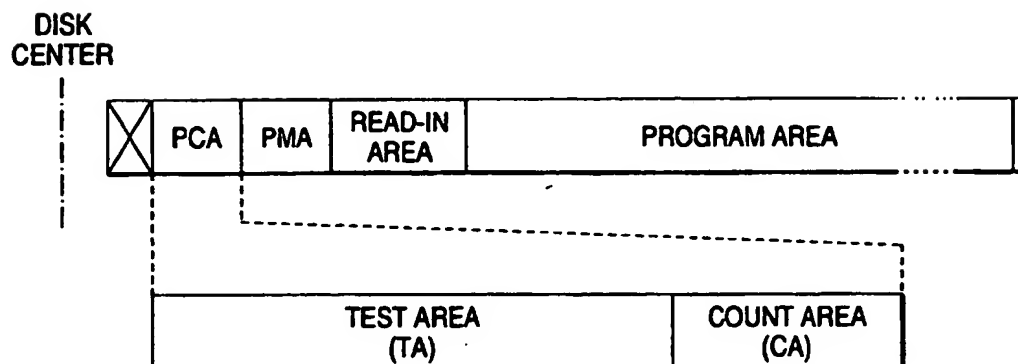 DISK
CENTER
PCA
PMA
READ-IN
AREA
PROGRAM AREA
TEST AREA
(TA)
COUNT AREA
(CA)